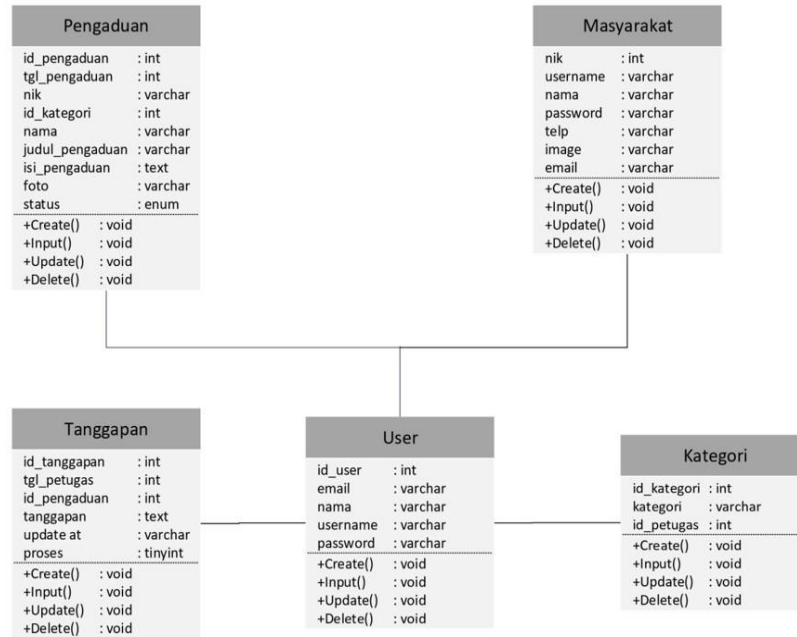 Pengaduan
id_pengaduan : int
tgl_pengaduan : int
nik : varchar
id_kategori : int
nama : varchar
judul_pengaduan : varchar
isi_pengaduan : text
foto : varchar
status : enum
+Create() : void
+Input() : void
+Update() : void
+Delete() : void
Masyarakat
nik : int
username : varchar
nama : varchar
password : varchar
telp : varchar
image : varchar
email : varchar
+Create() : void
+Input() : void
+Update() : void
+Delete() : void
Tanggapan
id_tanggapan : int
tgl_petugas : int
id_pengaduan : int
tanggapan : text
update at : varchar
proses : tinyint
+Create() : void
+Input() : void
+Update() : void
+Delete() : void
User
id_user : int
email : varchar
nama : varchar
username : varchar
password : varchar
+Create() : void
+Input() : void
+Update() : void
+Delete() : void
Kategori
id_kategori : int
kategori : varchar
id_petugas : int
+Create() : void
+Input() : void
+Update() : void
+Delete() : void